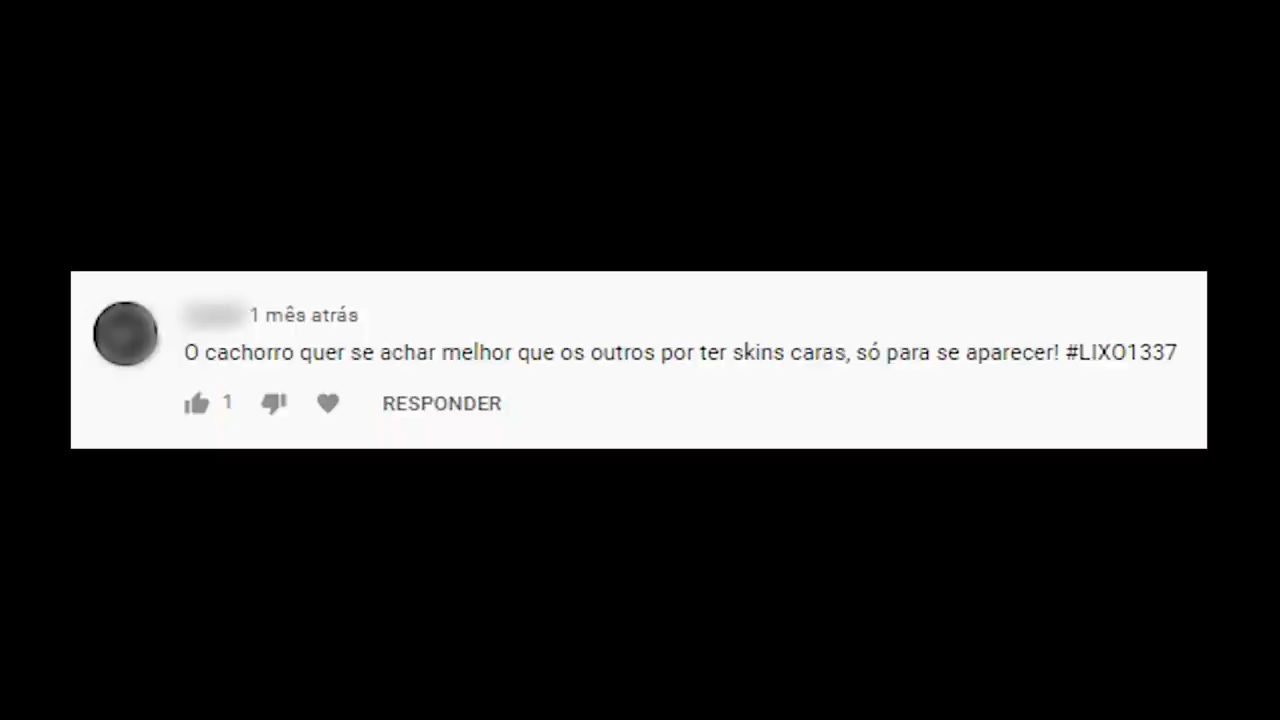 1 mês atrás
O cachorro quer se achar melhor que os outros por ter skins caras, só para se aparecer! #LIXO1337
1
RESPONDER